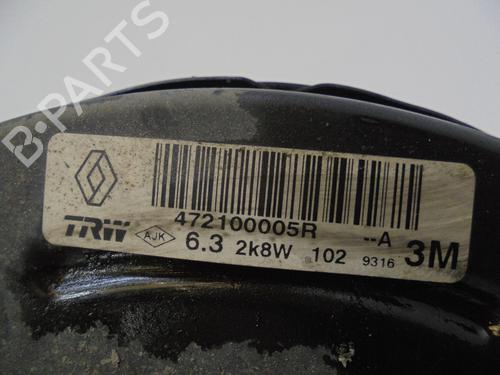 B-PARTS
472100005R --A
TRW AJK 6.3 2k8W 102 9316 3M